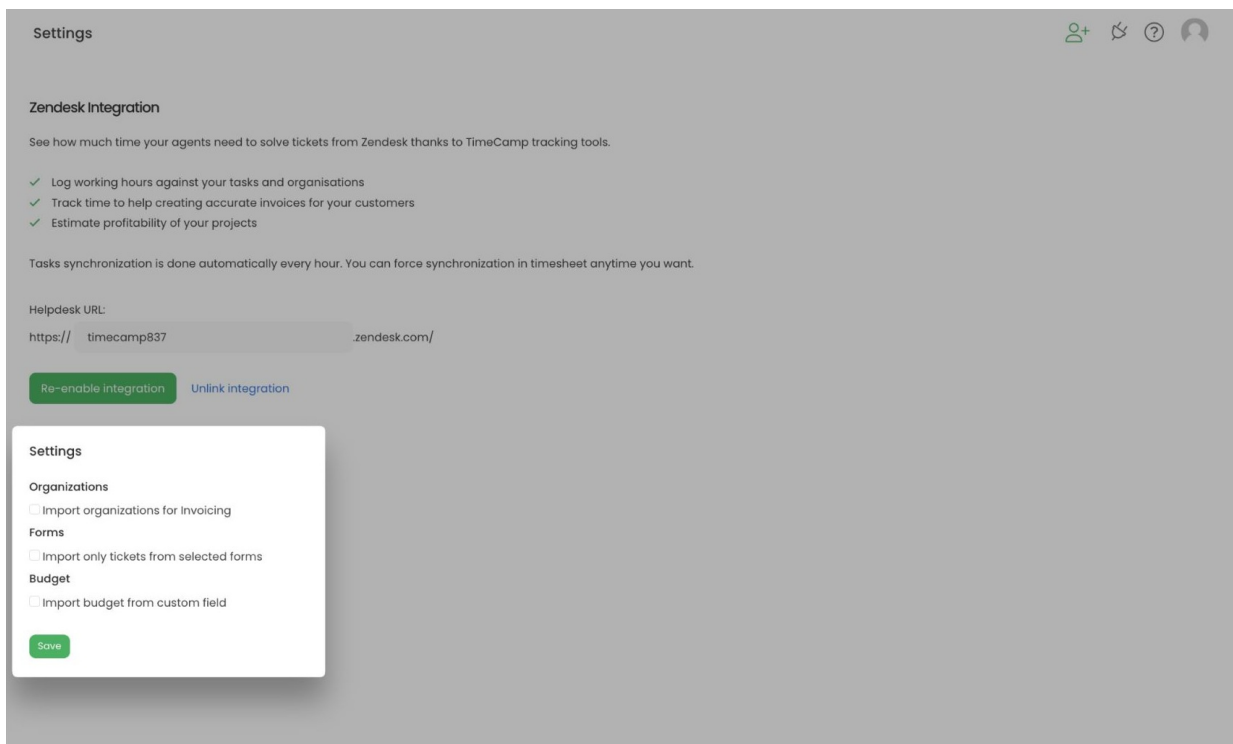 Settings
Zendesk Integration
See how much time your agents need to solve tickets from Zendesk thanks to TimeCamp tracking tools.
Log working hours against your tasks and organisations
Track time to help creating accurate invoices for your customers
Estimate profitability of your projects
Tasks synchronization is done automatically every hour. You can force synchronization in timesheet anytime you want.
Helpdesk URL:
https:// timecamp837 .zendesk.com/
Re-enable integration Unlink integration
Settings
Organizations
Import organizations for Invoicing
Forms
Import only tickets from selected forms
Budget
Import budget from custom field
Save